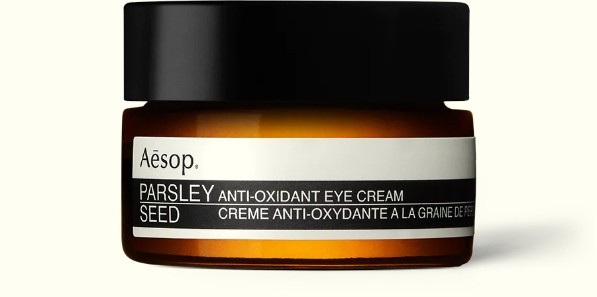 Aēsop®
PARSLEY SEED
ANTI-OXIDANT EYE CREAM
CREME ANTI-OXYDANTE A LA GRAINE DE